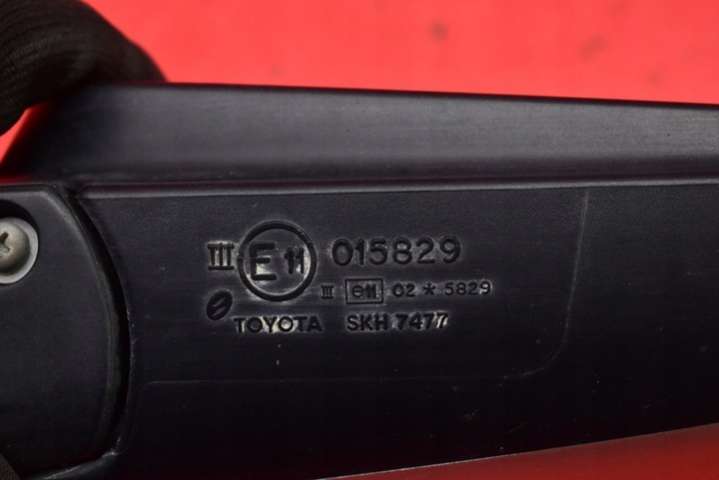 III E11 015829
III e11 02 * 5829
TOYOTA SKH 7477